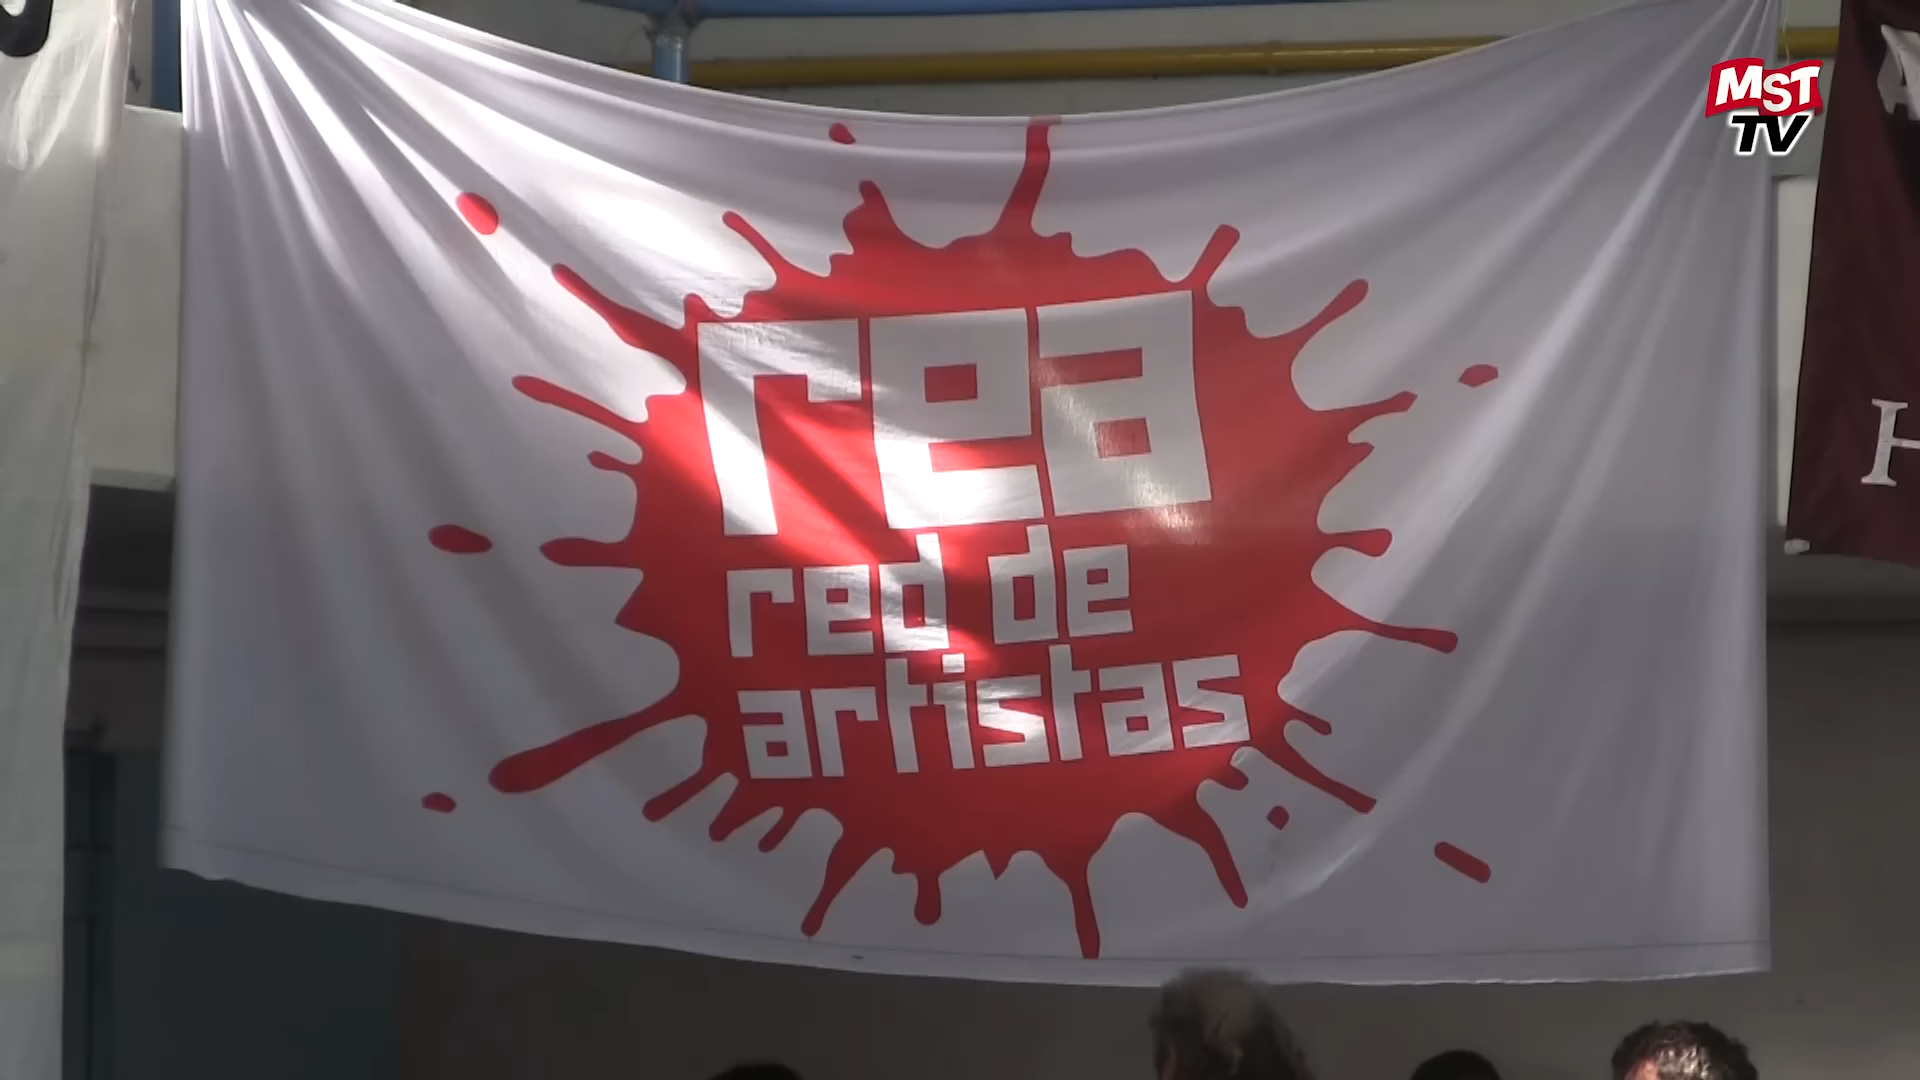 MST
TV
rea
red de
artistas
H